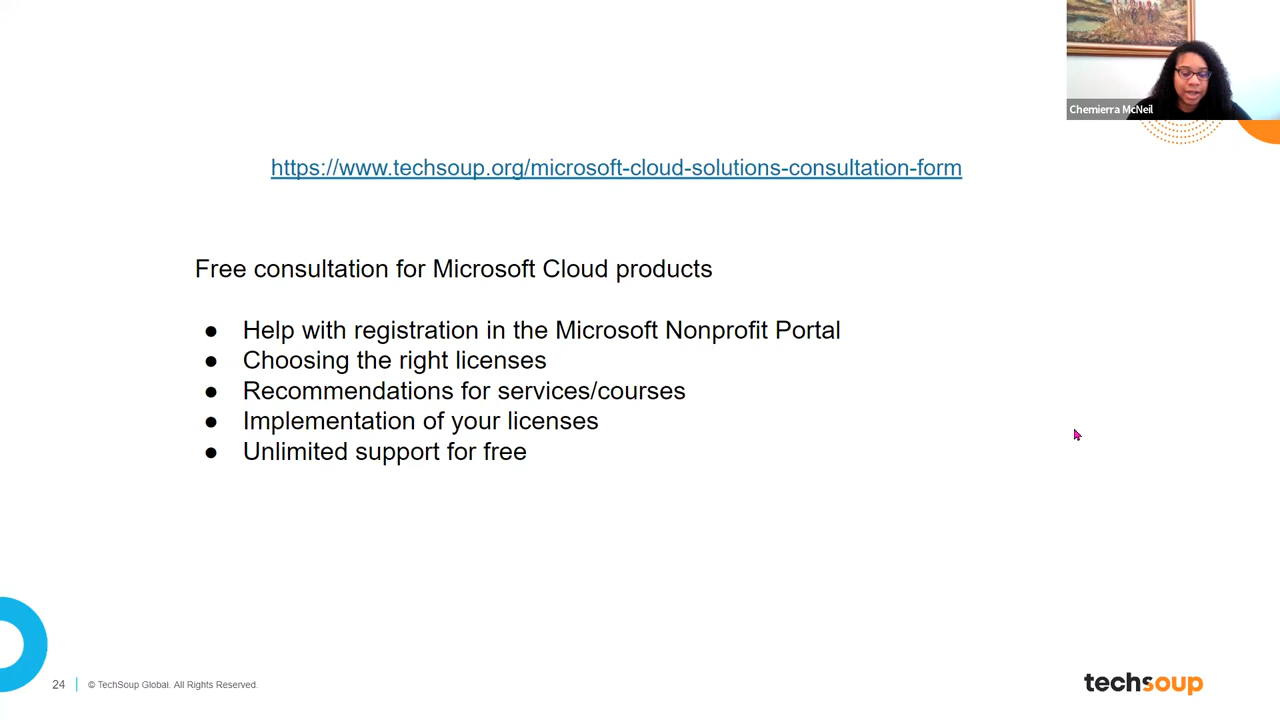 Chemierra McNeil
https://www.techsoup.org/microsoft-cloud-solutions-consultation-form
Free consultation for Microsoft Cloud products
● Help with registration in the Microsoft Nonprofit Portal
● Choosing the right licenses
● Recommendations for services/courses
● Implementation of your licenses
● Unlimited support for free
24 | © TechSoup Global. All Rights Reserved.
techsoup